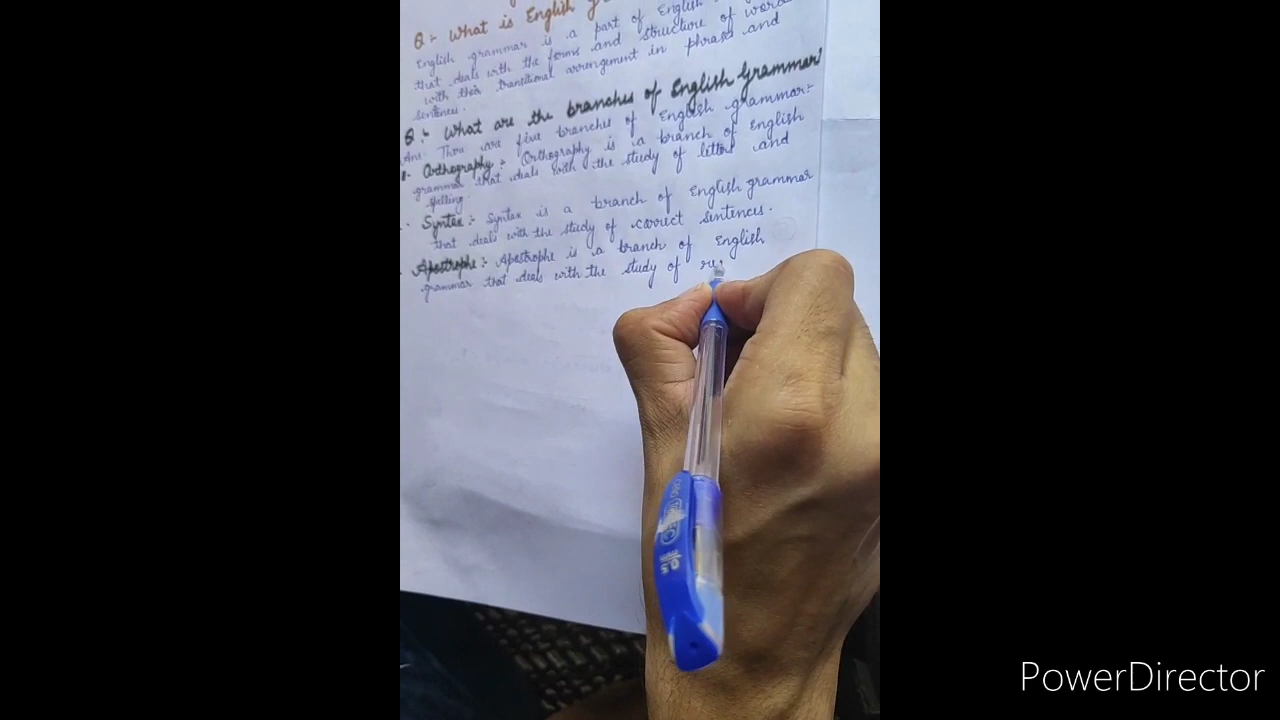 Q:- What is English
English grammar is a part of English
that deals with the forms and structure of words
with their transitional arrangement in phrases and
sentences.
Q:- What are the branches of English Grammar?
Ans- There are five branches of English grammar:-
Orthography:- Orthography is a branch of English
grammar that deals with the study of letters and
spelling.
Syntax:- Syntax is a branch of English grammar
that deals with the study of correct sentences.
Apostrophe:- Apostrophe is a branch of English
grammar that deals with the study of
PowerDirector